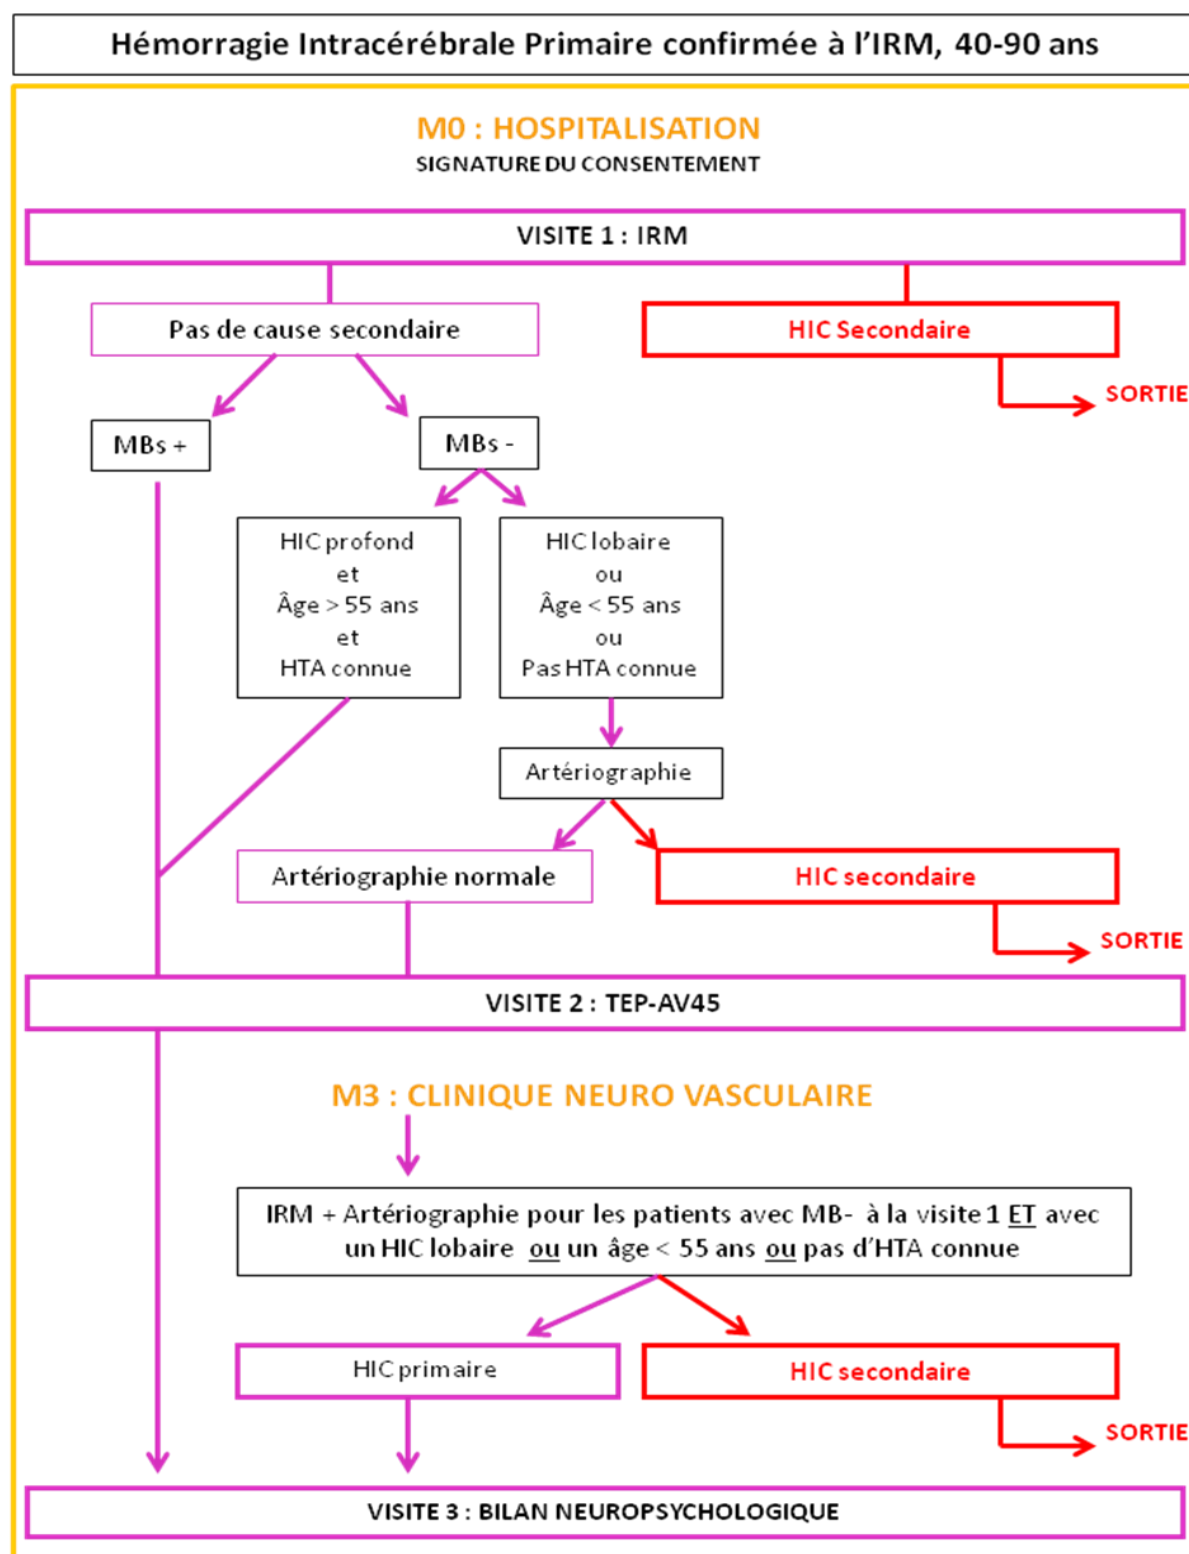 Hémorragie Intracérébrale Primaire confirmée à l'IRM, 40-90 ans
M0 : HOSPITALISATION
SIGNATURE DU CONSENTEMENT
VISITE 1 : IRM
Pas de cause secondaire
HIC Secondaire
SORTIE
MBs +
MBs -
HIC profond
et
Âge > 55 ans
et
HTA connue
HIC lobaire
ou
Âge < 55 ans
ou
Pas HTA connue
Artériographie
Artériographie normale
HIC secondaire
SORTIE
VISITE 2 : TEP-AV45
M3 : CLINIQUE NEURO VASCULAIRE
IRM + Artériographie pour les patients avec MB- à la visite 1 ET avec
un HIC lobaire ou un âge < 55 ans ou pas d'HTA connue
HIC primaire
HIC secondaire
SORTIE
VISITE 3 : BILAN NEUROPSYCHOLOGIQUE